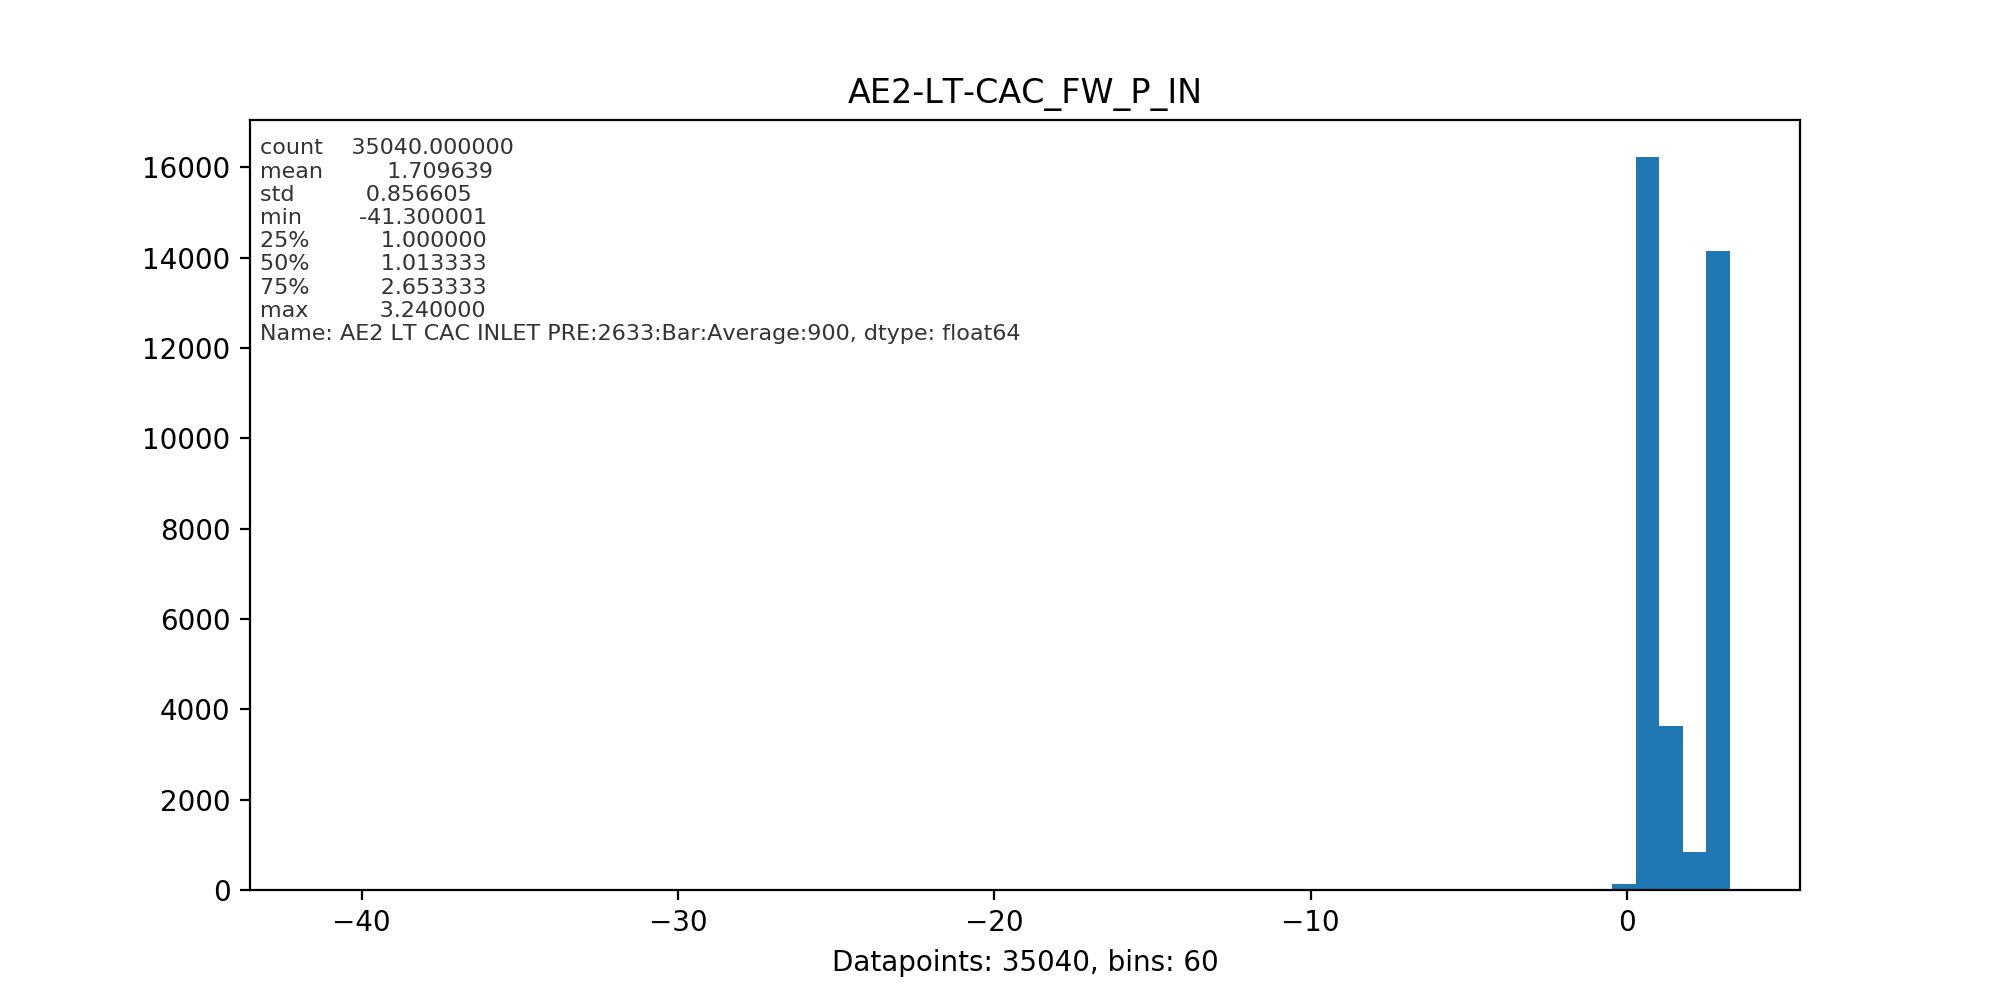 AE2-LT-CAC_FW_P_IN
count 35040.000000
mean 1.709639
std 0.856605
min -41.300001
25% 1.000000
50% 1.013333
75% 2.653333
max 3.240000
Name: AE2 LT CAC INLET PRE:2633:Bar:Average:900, dtype: float64
16000
14000
12000
10000
8000
6000
4000
2000
0
−40 −30 −20 −10 0
Datapoints: 35040, bins: 60